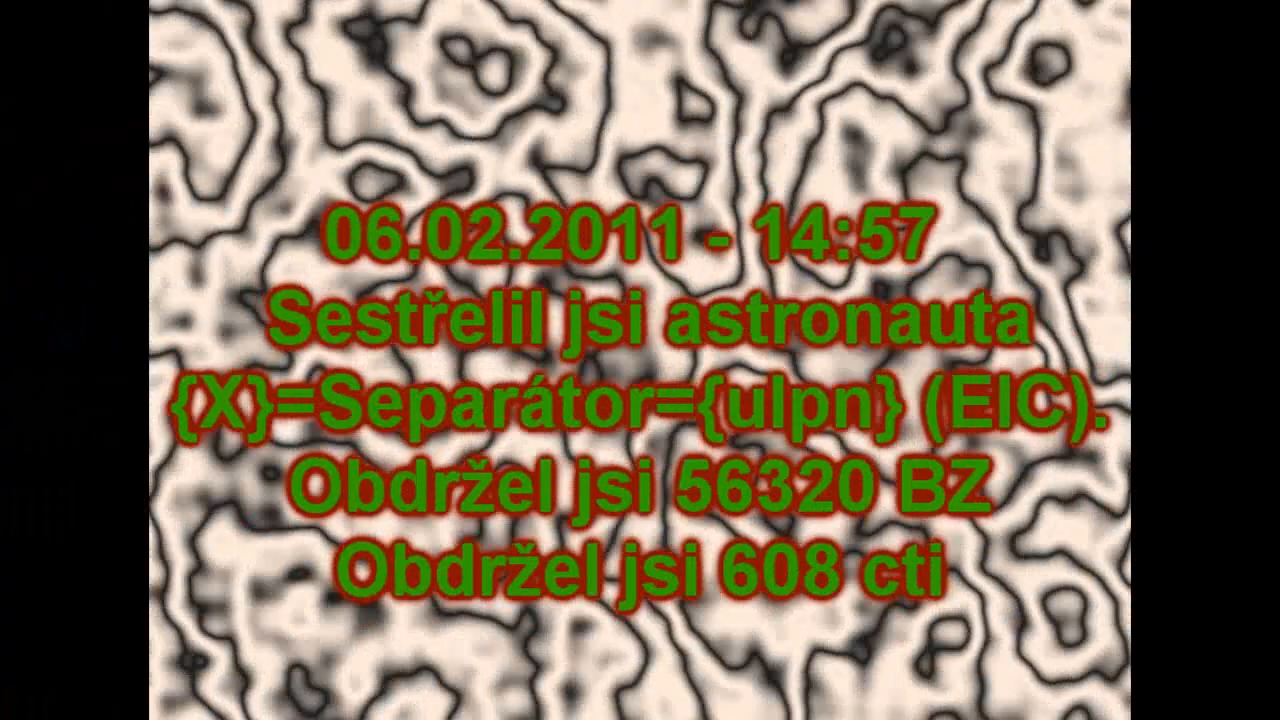 06.02.2011 - 14:57
Sestřelil jsi astronauta
{X}=Separátor={ulpn} (EIC).
Obdržel jsi 56320 BZ
Obdržel jsi 608 cti